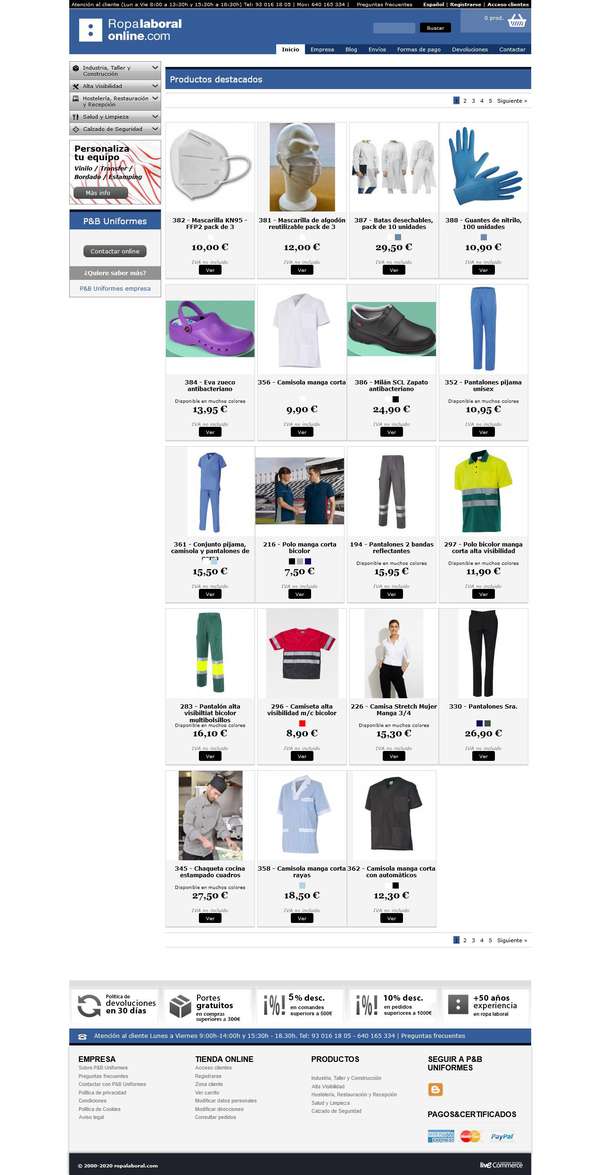 Atención al cliente (Lun a Vie 8:00 a 13:30h y 15:30h a 18:30h) Tel: 93 016 18 05 | Mov: 640 165 334 | Preguntas frecuentes Español | Registrarse | Acceso clientes
Ropalaboral
online.com
0 prod.
Buscar
Inicio Empresa Blog Envíos Formas de pago Devoluciones Contactar
Industria, Taller y
Construcción
Alta Visibilidad
Hostelería, Restauración
y Recepción
Salud y Limpieza
Calzado de Seguridad
Personaliza
tu equipo
Vinilo / Transfer /
Bordado / Estamping
Más info
P&B Uniformes
Contactar online
¿Quiere saber más?
P&B Uniformes empresa
Productos destacados
1 2 3 4 5 Siguiente »
382 - Mascarilla KN95 -
FFP2 pack de 3
10,00 €
Ver
381 - Mascarilla de algodón
reutilizable pack de 3
12,00 €
Ver
387 - Batas desechables,
pack de 10 unidades
29,50 €
Ver
388 - Guantes de nitrilo,
100 unidades
10,90 €
Ver
384 - Eva zueco
antibacteriano
Disponible en muchos colores
13,95 €
IVA no incluido
Ver
356 - Camisola manga corta
9,90 €
IVA no incluido
Ver
386 - Milán SCL Zapato
antibacteriano
24,90 €
IVA no incluido
Ver
352 - Pantalones pijama
unisex
Disponible en muchos colores
10,95 €
IVA no incluido
Ver
361 - Conjunto pijama,
camisola y pantalones de
15,50 €
IVA no incluido
Ver
216 - Polo manga corta
bicolor
7,50 €
IVA no incluido
Ver
194 - Pantalones 2 bandas
reflectantes
Disponible en muchos colores
15,95 €
IVA no incluido
Ver
297 - Polo bicolor manga
corta alta visibilidad
Disponible en muchos colores
11,90 €
IVA no incluido
Ver
283 - Pantalón alta
visibiltiat bicolor
multibolsillos
Disponible en muchos colores
16,10 €
IVA no incluido
Ver
296 - Camiseta alta
visibilidad m/c bicolor
8,90 €
IVA no incluido
Ver
226 - Camisa Stretch Mujer
Manga 3/4
Disponible en muchos colores
15,30 €
IVA no incluido
Ver
330 - Pantalones Sra.
26,90 €
IVA no incluido
Ver
345 - Chaqueta cocina
estampado cuadros
Disponible en muchos colores
27,50 €
IVA no incluido
Ver
358 - Camisola manga corta
rayas
18,50 €
IVA no incluido
Ver
362 - Camisola manga corta
con automáticos
12,30 €
IVA no incluido
Ver
1 2 3 4 5 Siguiente »
Política de
devoluciones
en 30 días
Portes
gratuitos
en compras
superiores a 300€
¡%! 5% desc.
en comandes
superiores a 500€
¡%! 10% desc.
en pedidos
superiores a 1000€
+50 años
experiencia
en ropa laboral
Atención al cliente Lunes a Viernes 9:00h-14:00h y 15:30h - 18.30h. Tel: 93 016 18 05 - 640 165 334 | Preguntas frecuentes
EMPRESA
Sobre P&B Uniformes
Preguntas frecuentes
Contactar con P&B Uniformes
Política de privacidad
Condiciones
Política de Cookies
Aviso legal
TIENDA ONLINE
Acceso clientes
Registrarse
Zona cliente
Ver carrito
Modificar datos personales
Modificar direcciones
Consultar pedidos
PRODUCTOS
Industria, Taller y Construcción
Alta Visibilidad
Hostelería, Restauración y Recepción
Salud y Limpieza
Calzado de Seguridad
SEGUIR A P&B
UNIFORMES
PAGOS&CERTIFICADOS
PayPal
© 2000-2020 ropalaboral.com
live Commerce